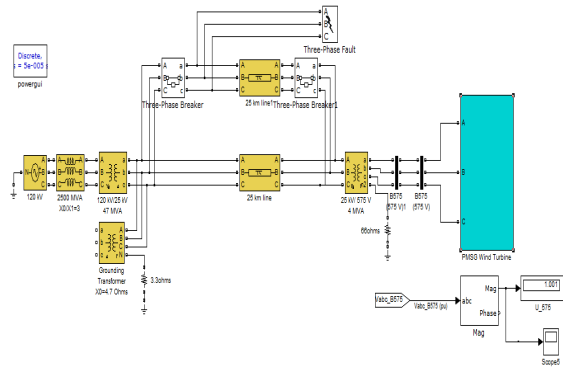 Discrete,
s = 5e-005 s
powergui
A
B
C
Three-Phase Fault
A a
B b
C c
Three-Phase Breaker
A A
B B
C C
25 km line1
A a
B b
C c
Three-Phase Breaker1
A
B
C
PMSG Wind Turbine
N A
B
C
120 kV
A A
B B
C C
2500 MVA
X0/X1=3
A a
B b
C c
120 kV/25 kV
47 MVA
A A
B B
C C
25 km line
A a
B b
C c
25 kV/ 575 V
4 MVA
B575
(575 V)1
B575
(575 V)
66ohms
a A
b B
c C
N
Grounding
Transformer
X0=4.7 Ohms
3.3ohms
Vabc_B575
Vabc_B575 (pu)
abc
Mag
Phase
Mag
1.001
U_575
Scope5